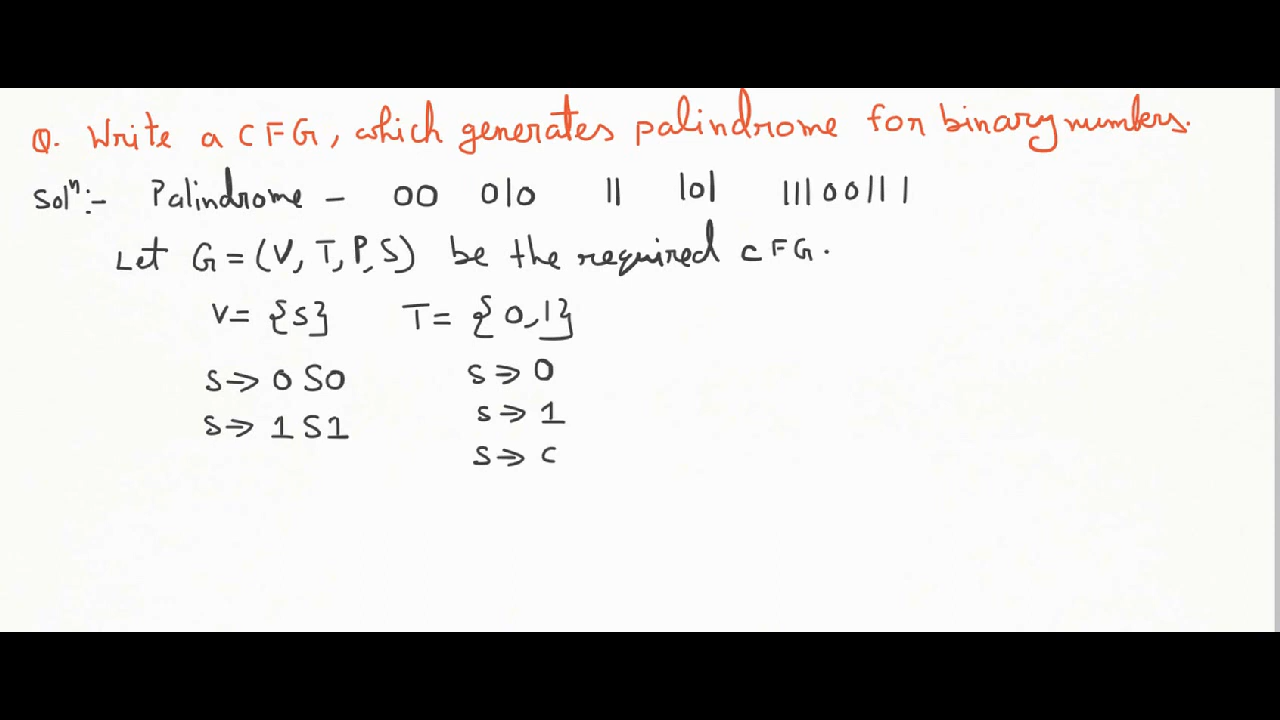 Q. Write a CFG, which generates palindrome for binary numbers.
Solⁿ:- Palindrome - 00 010 11 101 11100111
Let G = (V, T, P, S) be the required CFG.
V = {S} T = {0,1}
S → 0 S 0 S → 0
S → 1 S 1 S → 1
S → c